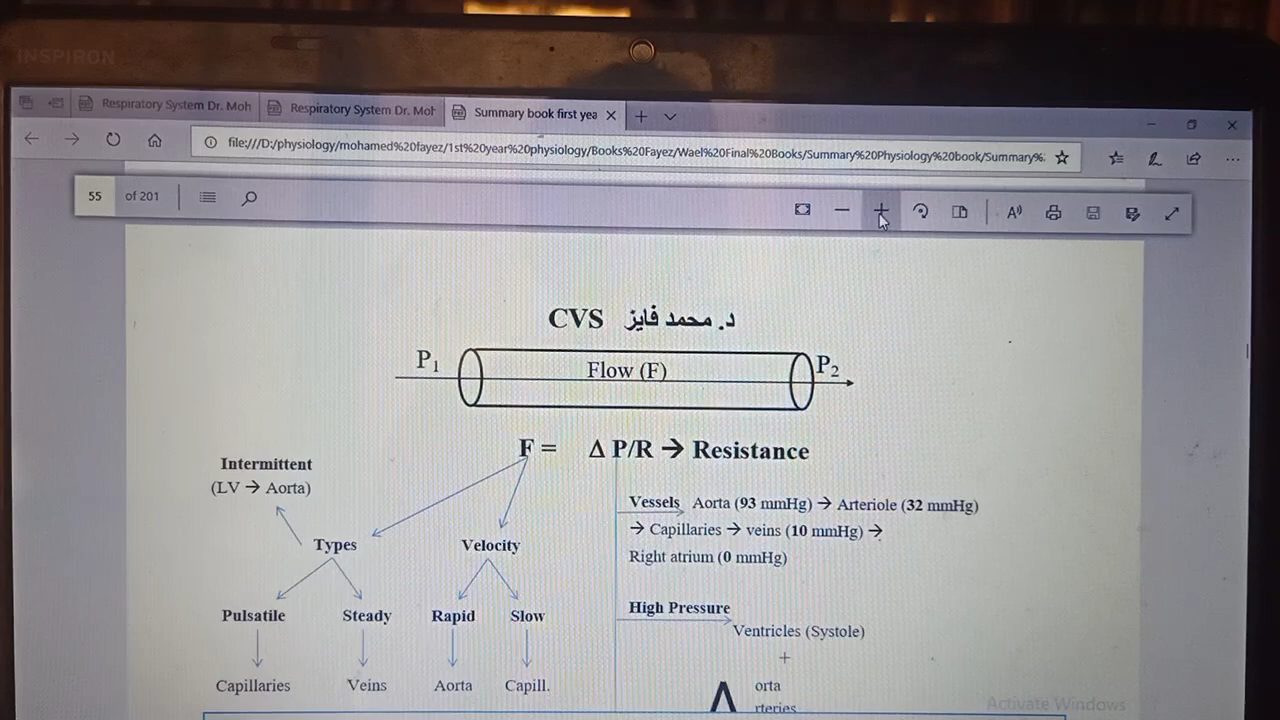 INSPIRON
Respiratory System Dr. Moh
Respiratory System Dr. Moh
Summary book first yea
file:///D:/physiology/mohamed%20fayez/1st%20year%20physiology/Books%20Fayez/Wael%20Final%20Books/Summary%20Physiology%20book/Summary%
55 of 201
CVS د. محمد فايز
P1 Flow (F) P2
F = Δ P/R → Resistance
Intermittent
(LV → Aorta)
Types Velocity
Pulsatile Steady Rapid Slow
Capillaries Veins Aorta Capill.
Vessels Aorta (93 mmHg) → Arteriole (32 mmHg)
→ Capillaries → veins (10 mmHg) →
Right atrium (0 mmHg)
High Pressure
Ventricles (Systole)
+
A orta
rteries
Activate Windows